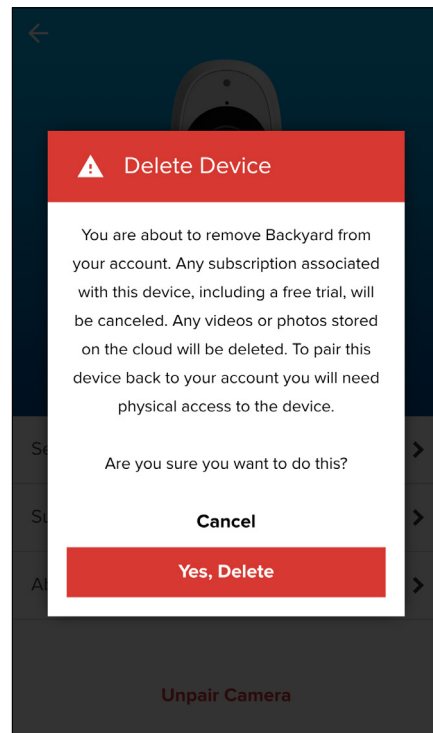 Delete Device
You are about to remove Backyard from
your account. Any subscription associated
with this device, including a free trial, will
be canceled. Any videos or photos stored
on the cloud will be deleted. To pair this
device back to your account you will need
physical access to the device.
Are you sure you want to do this?
Cancel
Yes, Delete
Unpair Camera